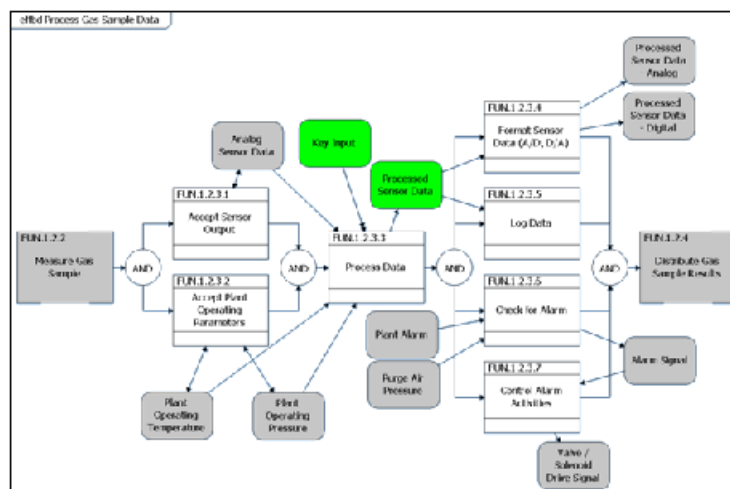 effbd Process Gas Sample Data
Processed
Sensor Data
Analog
Processed
Sensor Data
- Digital
FUN.1.2.3.4
Format Sensor
Data (A/D, D/A)
Analog
Sensor Data
Key Input
Processed
Sensor Data
FUN.1.2.3.1
Accept Sensor
Output
FUN.1.2.3.5
Log Data
FUN.1.2.2
Measure Gas
Sample
AND
AND
FUN.1.2.3.3
Process Data
AND
AND
FUN.1.2.4
Distribute Gas
Sample Results
FUN.1.2.3.2
Accept Plant
Operating
Parameters
FUN.1.2.3.6
Check for Alarm
Plant Alarm
Purge Air
Pressure
Alarm Signal
FUN.1.2.3.7
Control Alarm
Activities
Plant
Operating
Temperature
Plant
Operating
Pressure
Valve /
Solenoid
Drive Signal